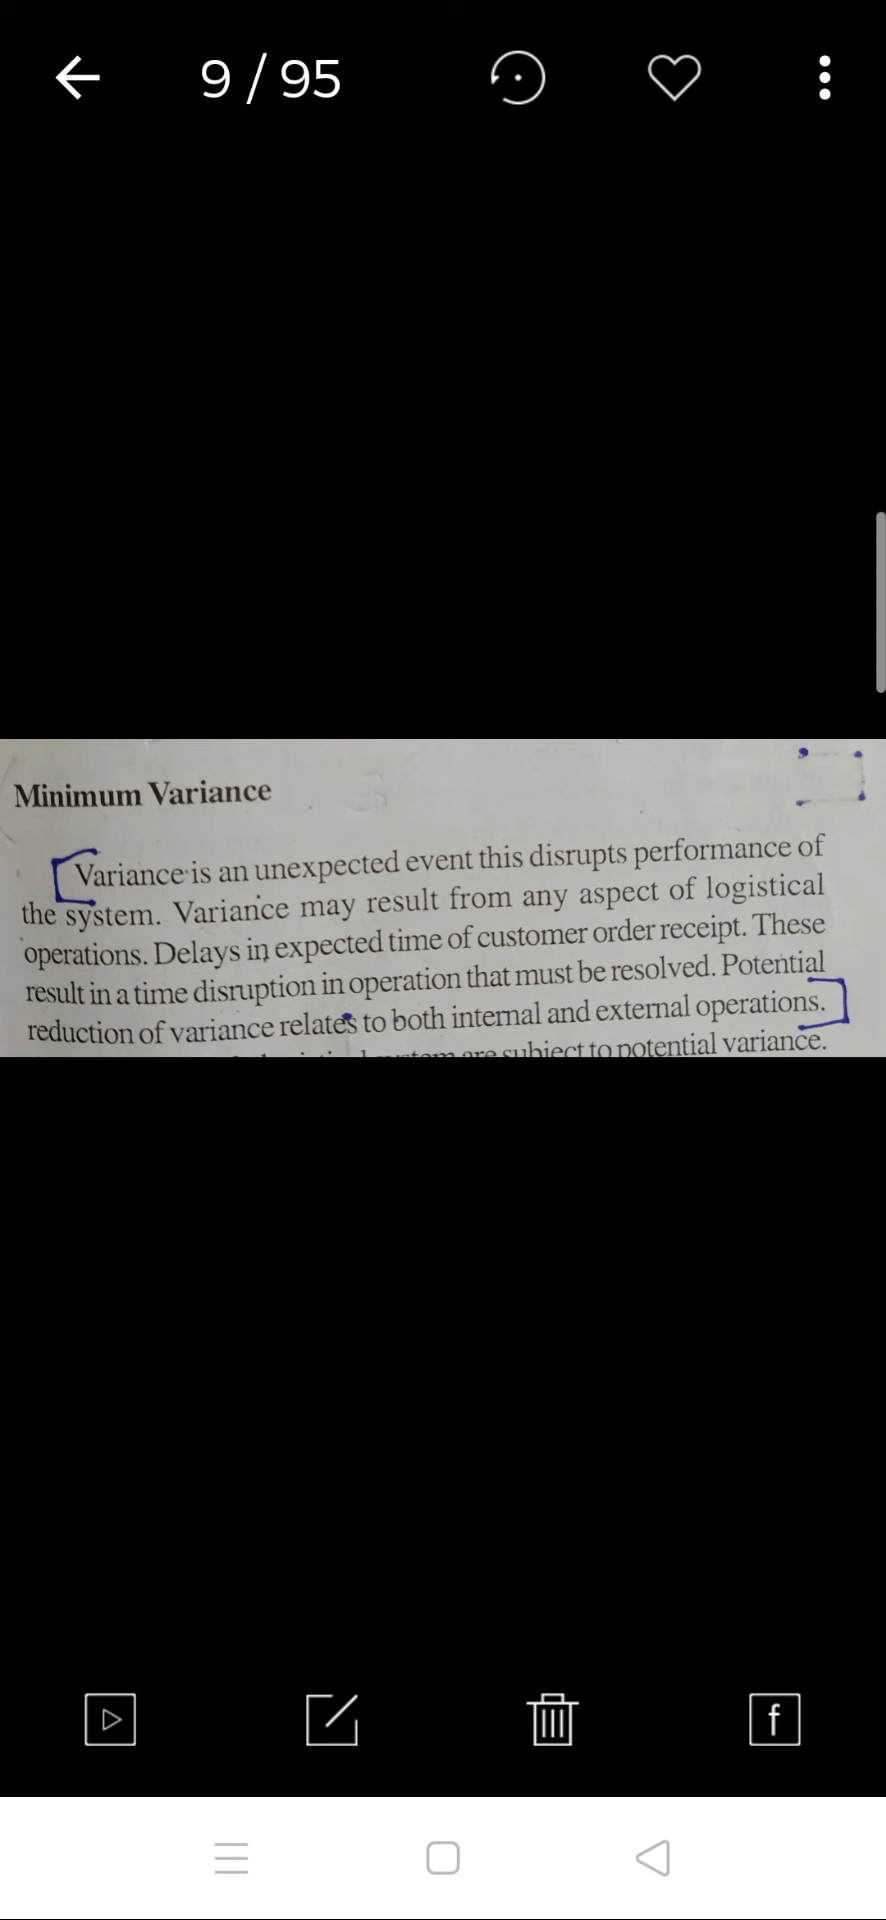 9 / 95
Minimum Variance
Variance is an unexpected event this disrupts performance of
the system. Variance may result from any aspect of logistical
operations. Delays in expected time of customer order receipt. These
result in a time disruption in operation that must be resolved. Potential
reduction of variance relates to both internal and external operations.
are subject to potential variance.
f